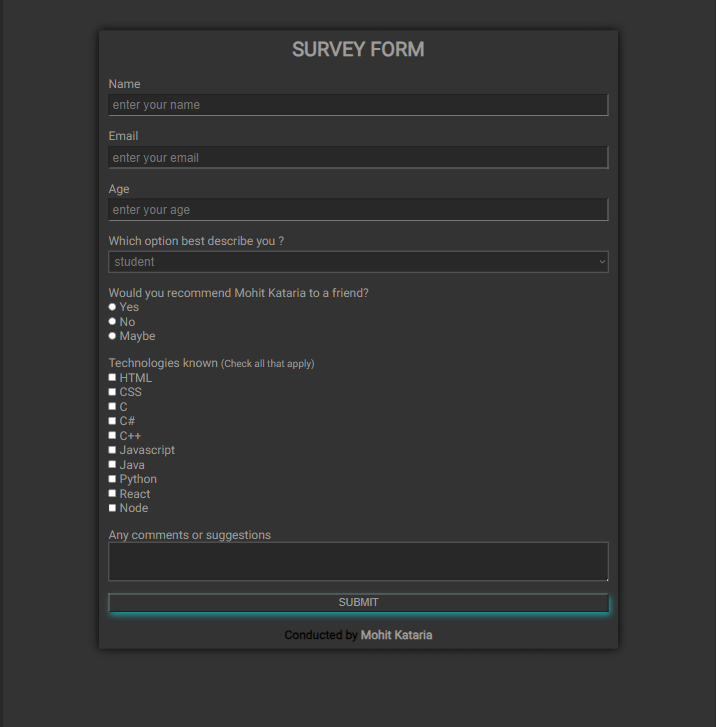 SURVEY FORM
Name
enter your name
Email
enter your email
Age
enter your age
Which option best describe you ?
student
Would you recommend Mohit Kataria to a friend?
Yes
No
Maybe
Technologies known (Check all that apply)
HTML
CSS
C
C#
C++
Javascript
Java
Python
React
Node
Any comments or suggestions
SUBMIT
Conducted by Mohit Kataria